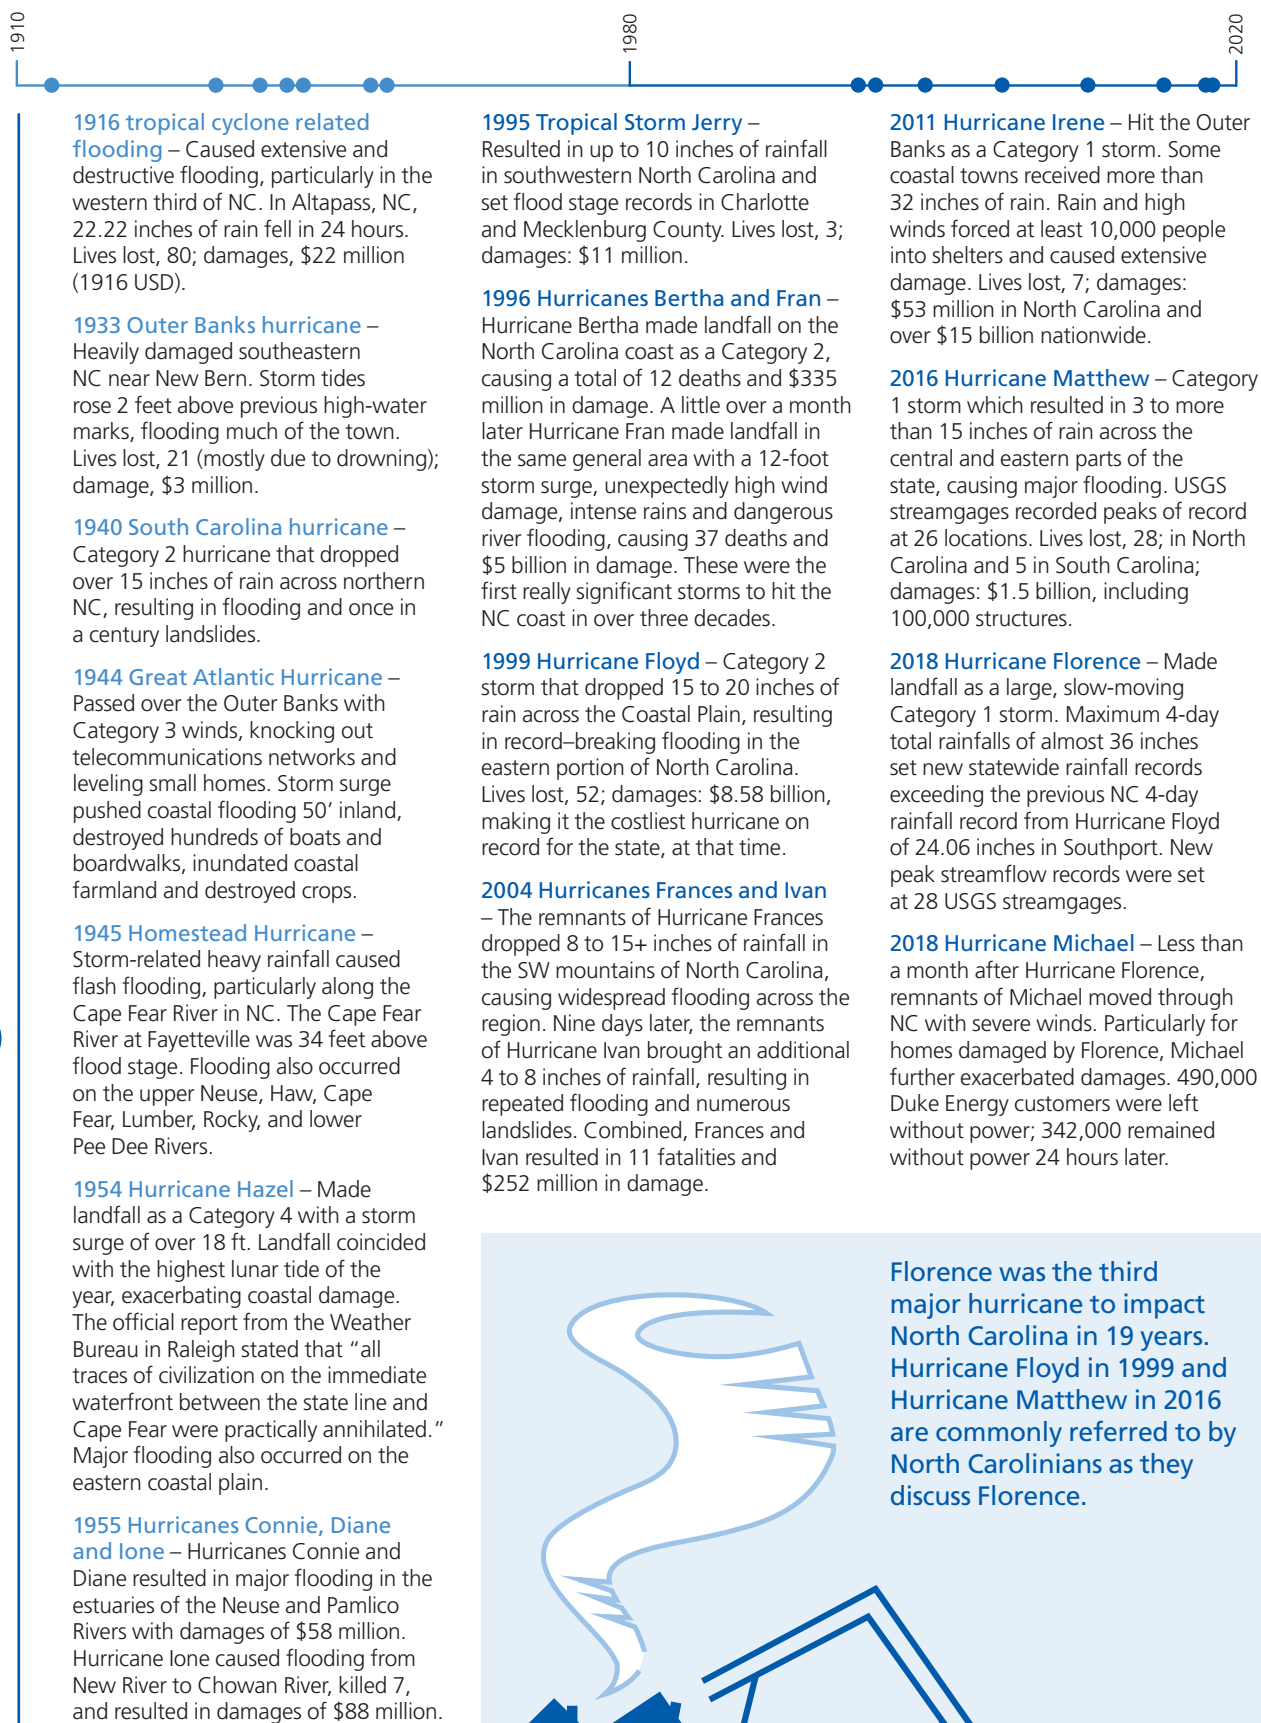 1910
1980
2020
1916 tropical cyclone related
flooding – Caused extensive and
destructive flooding, particularly in the
western third of NC. In Altapass, NC,
22.22 inches of rain fell in 24 hours.
Lives lost, 80; damages, $22 million
(1916 USD).
1933 Outer Banks hurricane –
Heavily damaged southeastern
NC near New Bern. Storm tides
rose 2 feet above previous high-water
marks, flooding much of the town.
Lives lost, 21 (mostly due to drowning);
damage, $3 million.
1940 South Carolina hurricane –
Category 2 hurricane that dropped
over 15 inches of rain across northern
NC, resulting in flooding and once in
a century landslides.
1944 Great Atlantic Hurricane –
Passed over the Outer Banks with
Category 3 winds, knocking out
telecommunications networks and
leveling small homes. Storm surge
pushed coastal flooding 50’ inland,
destroyed hundreds of boats and
boardwalks, inundated coastal
farmland and destroyed crops.
1945 Homestead Hurricane –
Storm-related heavy rainfall caused
flash flooding, particularly along the
Cape Fear River in NC. The Cape Fear
River at Fayetteville was 34 feet above
flood stage. Flooding also occurred
on the upper Neuse, Haw, Cape
Fear, Lumber, Rocky, and lower
Pee Dee Rivers.
1954 Hurricane Hazel – Made
landfall as a Category 4 with a storm
surge of over 18 ft. Landfall coincided
with the highest lunar tide of the
year, exacerbating coastal damage.
The official report from the Weather
Bureau in Raleigh stated that “all
traces of civilization on the immediate
waterfront between the state line and
Cape Fear were practically annihilated.”
Major flooding also occurred on the
eastern coastal plain.
1955 Hurricanes Connie, Diane
and Ione – Hurricanes Connie and
Diane resulted in major flooding in the
estuaries of the Neuse and Pamlico
Rivers with damages of $58 million.
Hurricane Ione caused flooding from
New River to Chowan River, killed 7,
and resulted in damages of $88 million.
1995 Tropical Storm Jerry –
Resulted in up to 10 inches of rainfall
in southwestern North Carolina and
set flood stage records in Charlotte
and Mecklenburg County. Lives lost, 3;
damages: $11 million.
1996 Hurricanes Bertha and Fran –
Hurricane Bertha made landfall on the
North Carolina coast as a Category 2,
causing a total of 12 deaths and $335
million in damage. A little over a month
later Hurricane Fran made landfall in
the same general area with a 12-foot
storm surge, unexpectedly high wind
damage, intense rains and dangerous
river flooding, causing 37 deaths and
$5 billion in damage. These were the
first really significant storms to hit the
NC coast in over three decades.
1999 Hurricane Floyd – Category 2
storm that dropped 15 to 20 inches of
rain across the Coastal Plain, resulting
in record–breaking flooding in the
eastern portion of North Carolina.
Lives lost, 52; damages: $8.58 billion,
making it the costliest hurricane on
record for the state, at that time.
2004 Hurricanes Frances and Ivan
– The remnants of Hurricane Frances
dropped 8 to 15+ inches of rainfall in
the SW mountains of North Carolina,
causing widespread flooding across the
region. Nine days later, the remnants
of Hurricane Ivan brought an additional
4 to 8 inches of rainfall, resulting in
repeated flooding and numerous
landslides. Combined, Frances and
Ivan resulted in 11 fatalities and
$252 million in damage.
2011 Hurricane Irene – Hit the Outer
Banks as a Category 1 storm. Some
coastal towns received more than
32 inches of rain. Rain and high
winds forced at least 10,000 people
into shelters and caused extensive
damage. Lives lost, 7; damages:
$53 million in North Carolina and
over $15 billion nationwide.
2016 Hurricane Matthew – Category
1 storm which resulted in 3 to more
than 15 inches of rain across the
central and eastern parts of the
state, causing major flooding. USGS
streamgages recorded peaks of record
at 26 locations. Lives lost, 28; in North
Carolina and 5 in South Carolina;
damages: $1.5 billion, including
100,000 structures.
2018 Hurricane Florence – Made
landfall as a large, slow-moving
Category 1 storm. Maximum 4-day
total rainfalls of almost 36 inches
set new statewide rainfall records
exceeding the previous NC 4-day
rainfall record from Hurricane Floyd
of 24.06 inches in Southport. New
peak streamflow records were set
at 28 USGS streamgages.
2018 Hurricane Michael – Less than
a month after Hurricane Florence,
remnants of Michael moved through
NC with severe winds. Particularly for
homes damaged by Florence, Michael
further exacerbated damages. 490,000
Duke Energy customers were left
without power; 342,000 remained
without power 24 hours later.
Florence was the third
major hurricane to impact
North Carolina in 19 years.
Hurricane Floyd in 1999 and
Hurricane Matthew in 2016
are commonly referred to by
North Carolinians as they
discuss Florence.